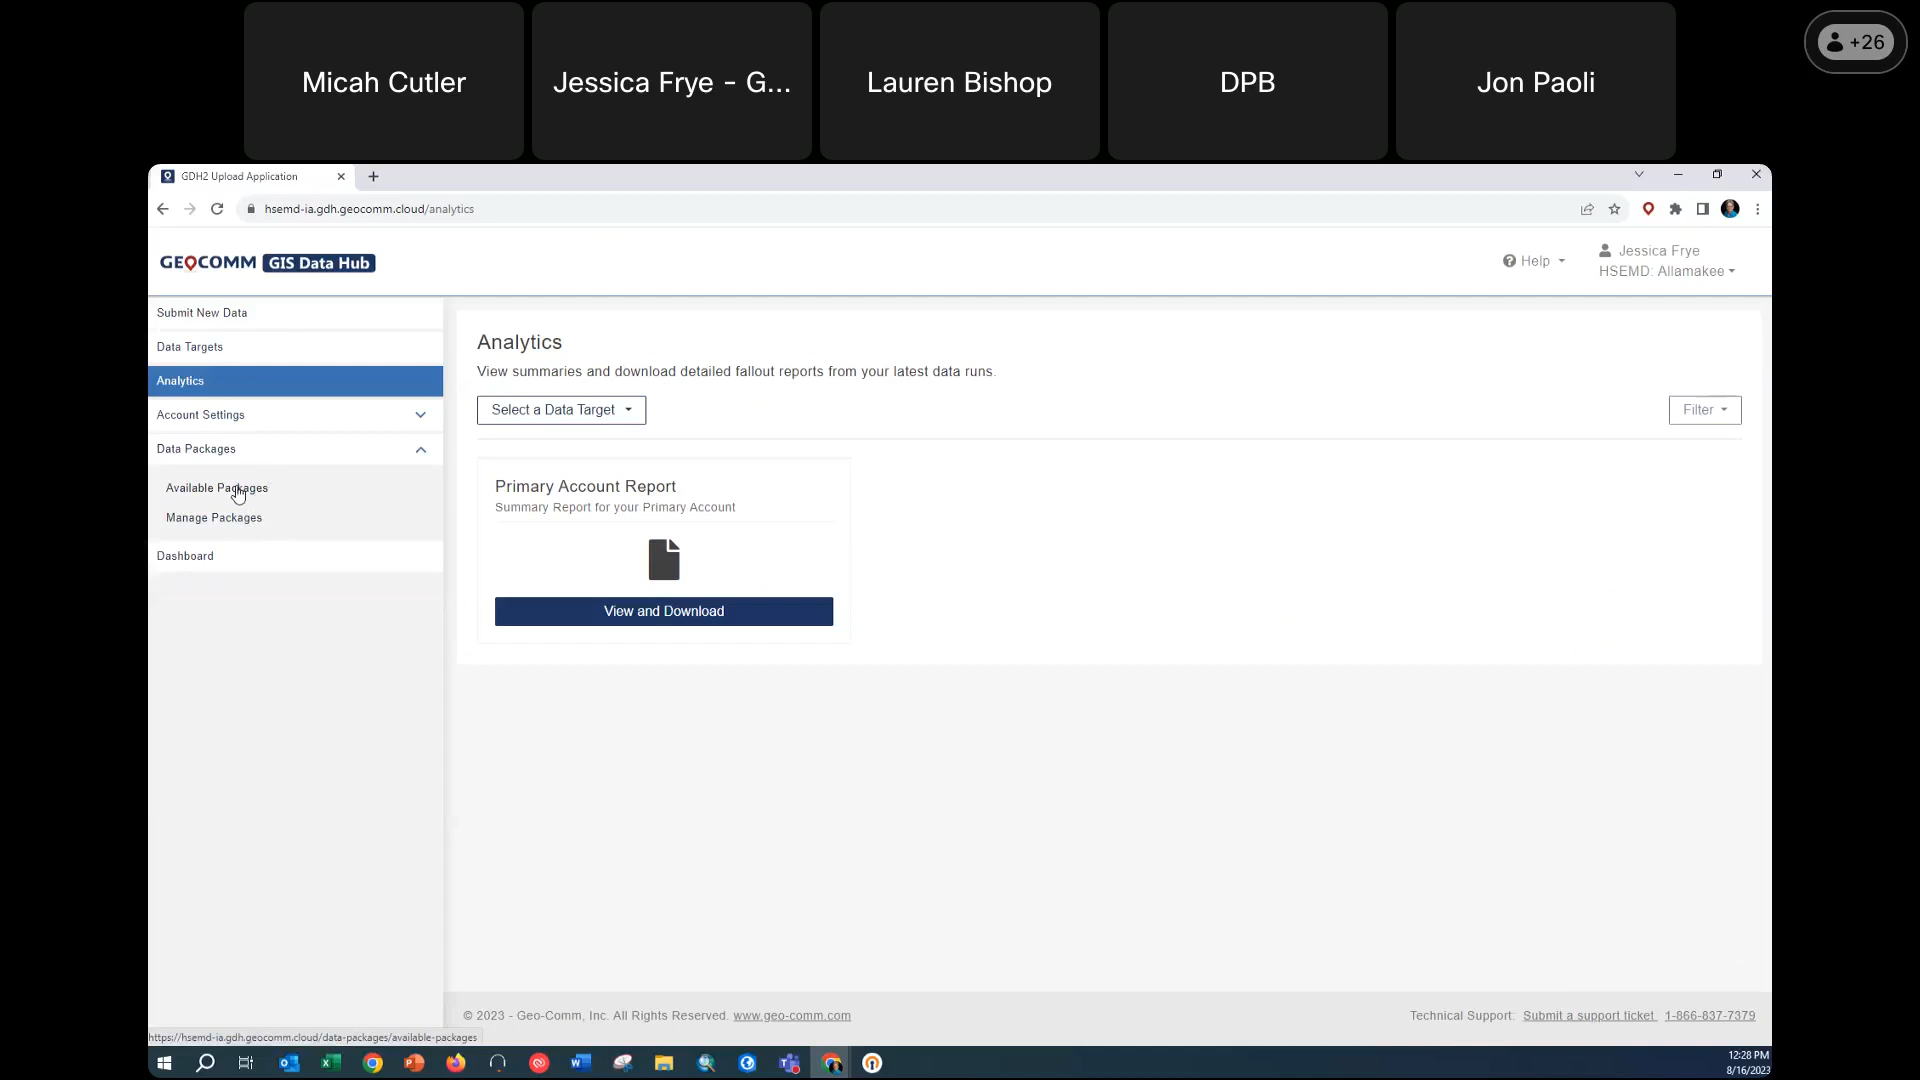 Micah Cutler
Jessica Frye - G...
Lauren Bishop
DPB
Jon Paoli
+26
GDH2 Upload Application
hsemd-ia.gdh.geocomm.cloud/analytics
GEOCOMM GIS Data Hub
Help
Jessica Frye
HSEMD: Allamakee
Submit New Data
Data Targets
Analytics
Account Settings
Data Packages
Available Packages
Manage Packages
Dashboard
Analytics
View summaries and download detailed fallout reports from your latest data runs.
Select a Data Target
Filter
Primary Account Report
Summary Report for your Primary Account
View and Download
© 2023 - Geo-Comm, Inc. All Rights Reserved. www.geo-comm.com
Technical Support: Submit a support ticket 1-866-837-7379
https://hsemd-ia.gdh.geocomm.cloud/data-packages/available-packages
12:28 PM
8/16/2023